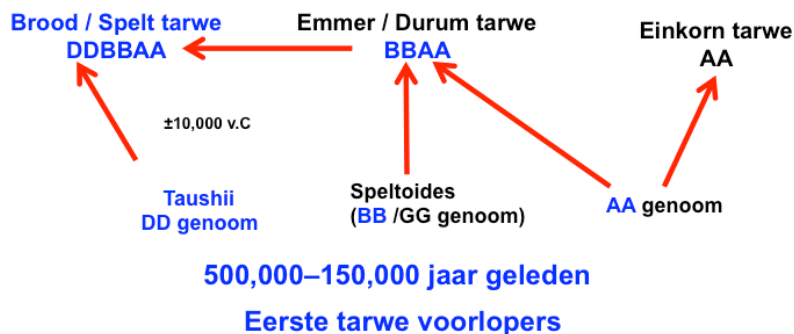 Brood / Spelt tarwe
DDBBAA
Emmer / Durum tarwe
BBAA
Einkorn tarwe
AA
±10,000 v.C
Taushii
DD genoom
Speltoides
(BB /GG genoom)
AA genoom
500,000–150,000 jaar geleden
Eerste tarwe voorlopers